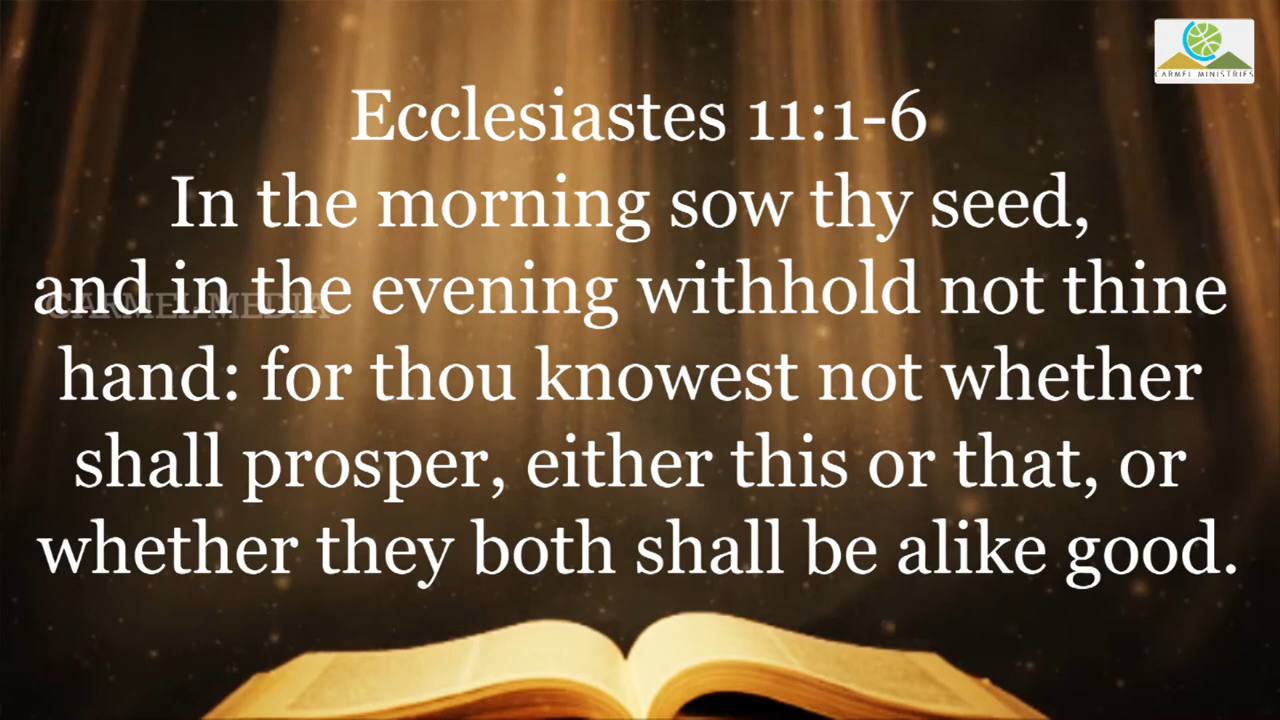 CARMEL MINISTRIES
Ecclesiastes 11:1-6
In the morning sow thy seed,
and in the evening withhold not thine
CARMEL MEDIA
hand: for thou knowest not whether
shall prosper, either this or that, or
whether they both shall be alike good.